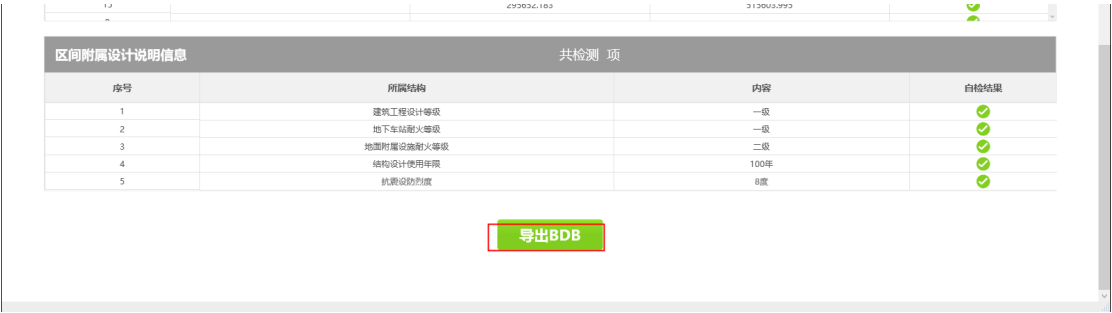 295652.183 515603.995
区间附属设计说明信息 共检测 项
序号 所属结构 内容 自检结果
1 建筑工程设计等级 一级
2 地下车站耐火等级 一级
3 地面附属设施耐火等级 二级
4 结构设计使用年限 100年
5 抗震设防烈度 8度
导出BDB